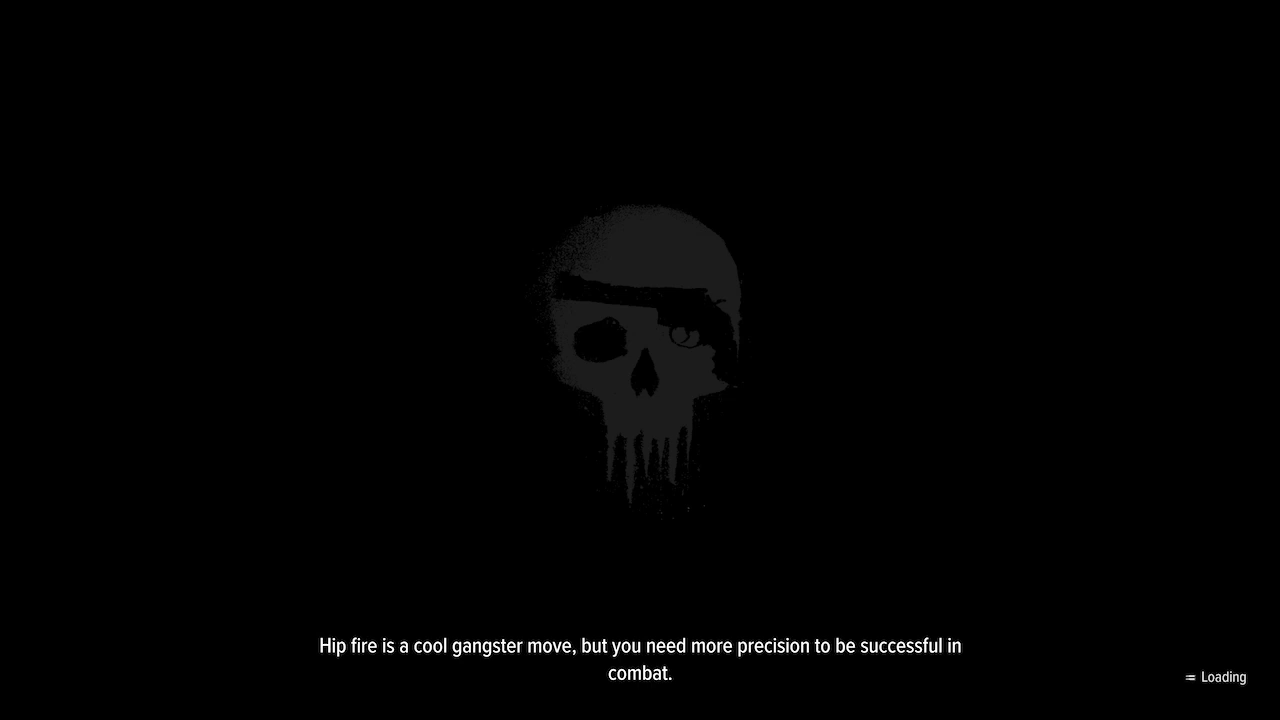 Hip fire is a cool gangster move, but you need more precision to be successful in
combat.
Loading